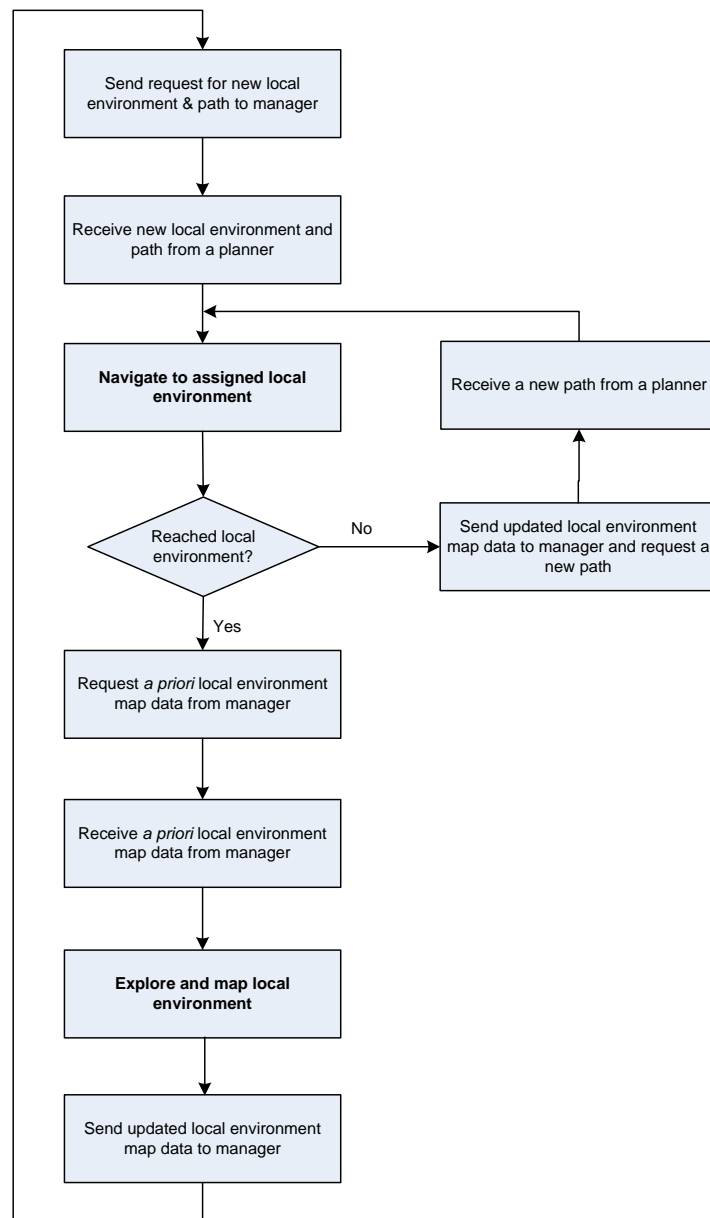 Send request for new local
environment & path to manager
Receive new local environment and
path from a planner
Navigate to assigned local
environment
Receive a new path from a planner
Reached local
environment?
No
Send updated local environment
map data to manager and request a
new path
Yes
Request a priori local environment
map data from manager
Receive a priori local environment
map data from manager
Explore and map local
environment
Send updated local environment
map data to manager